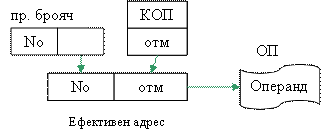 пр. брояч
КОП
No
отм
ОП
No
отм
Операнд
Ефективен адрес